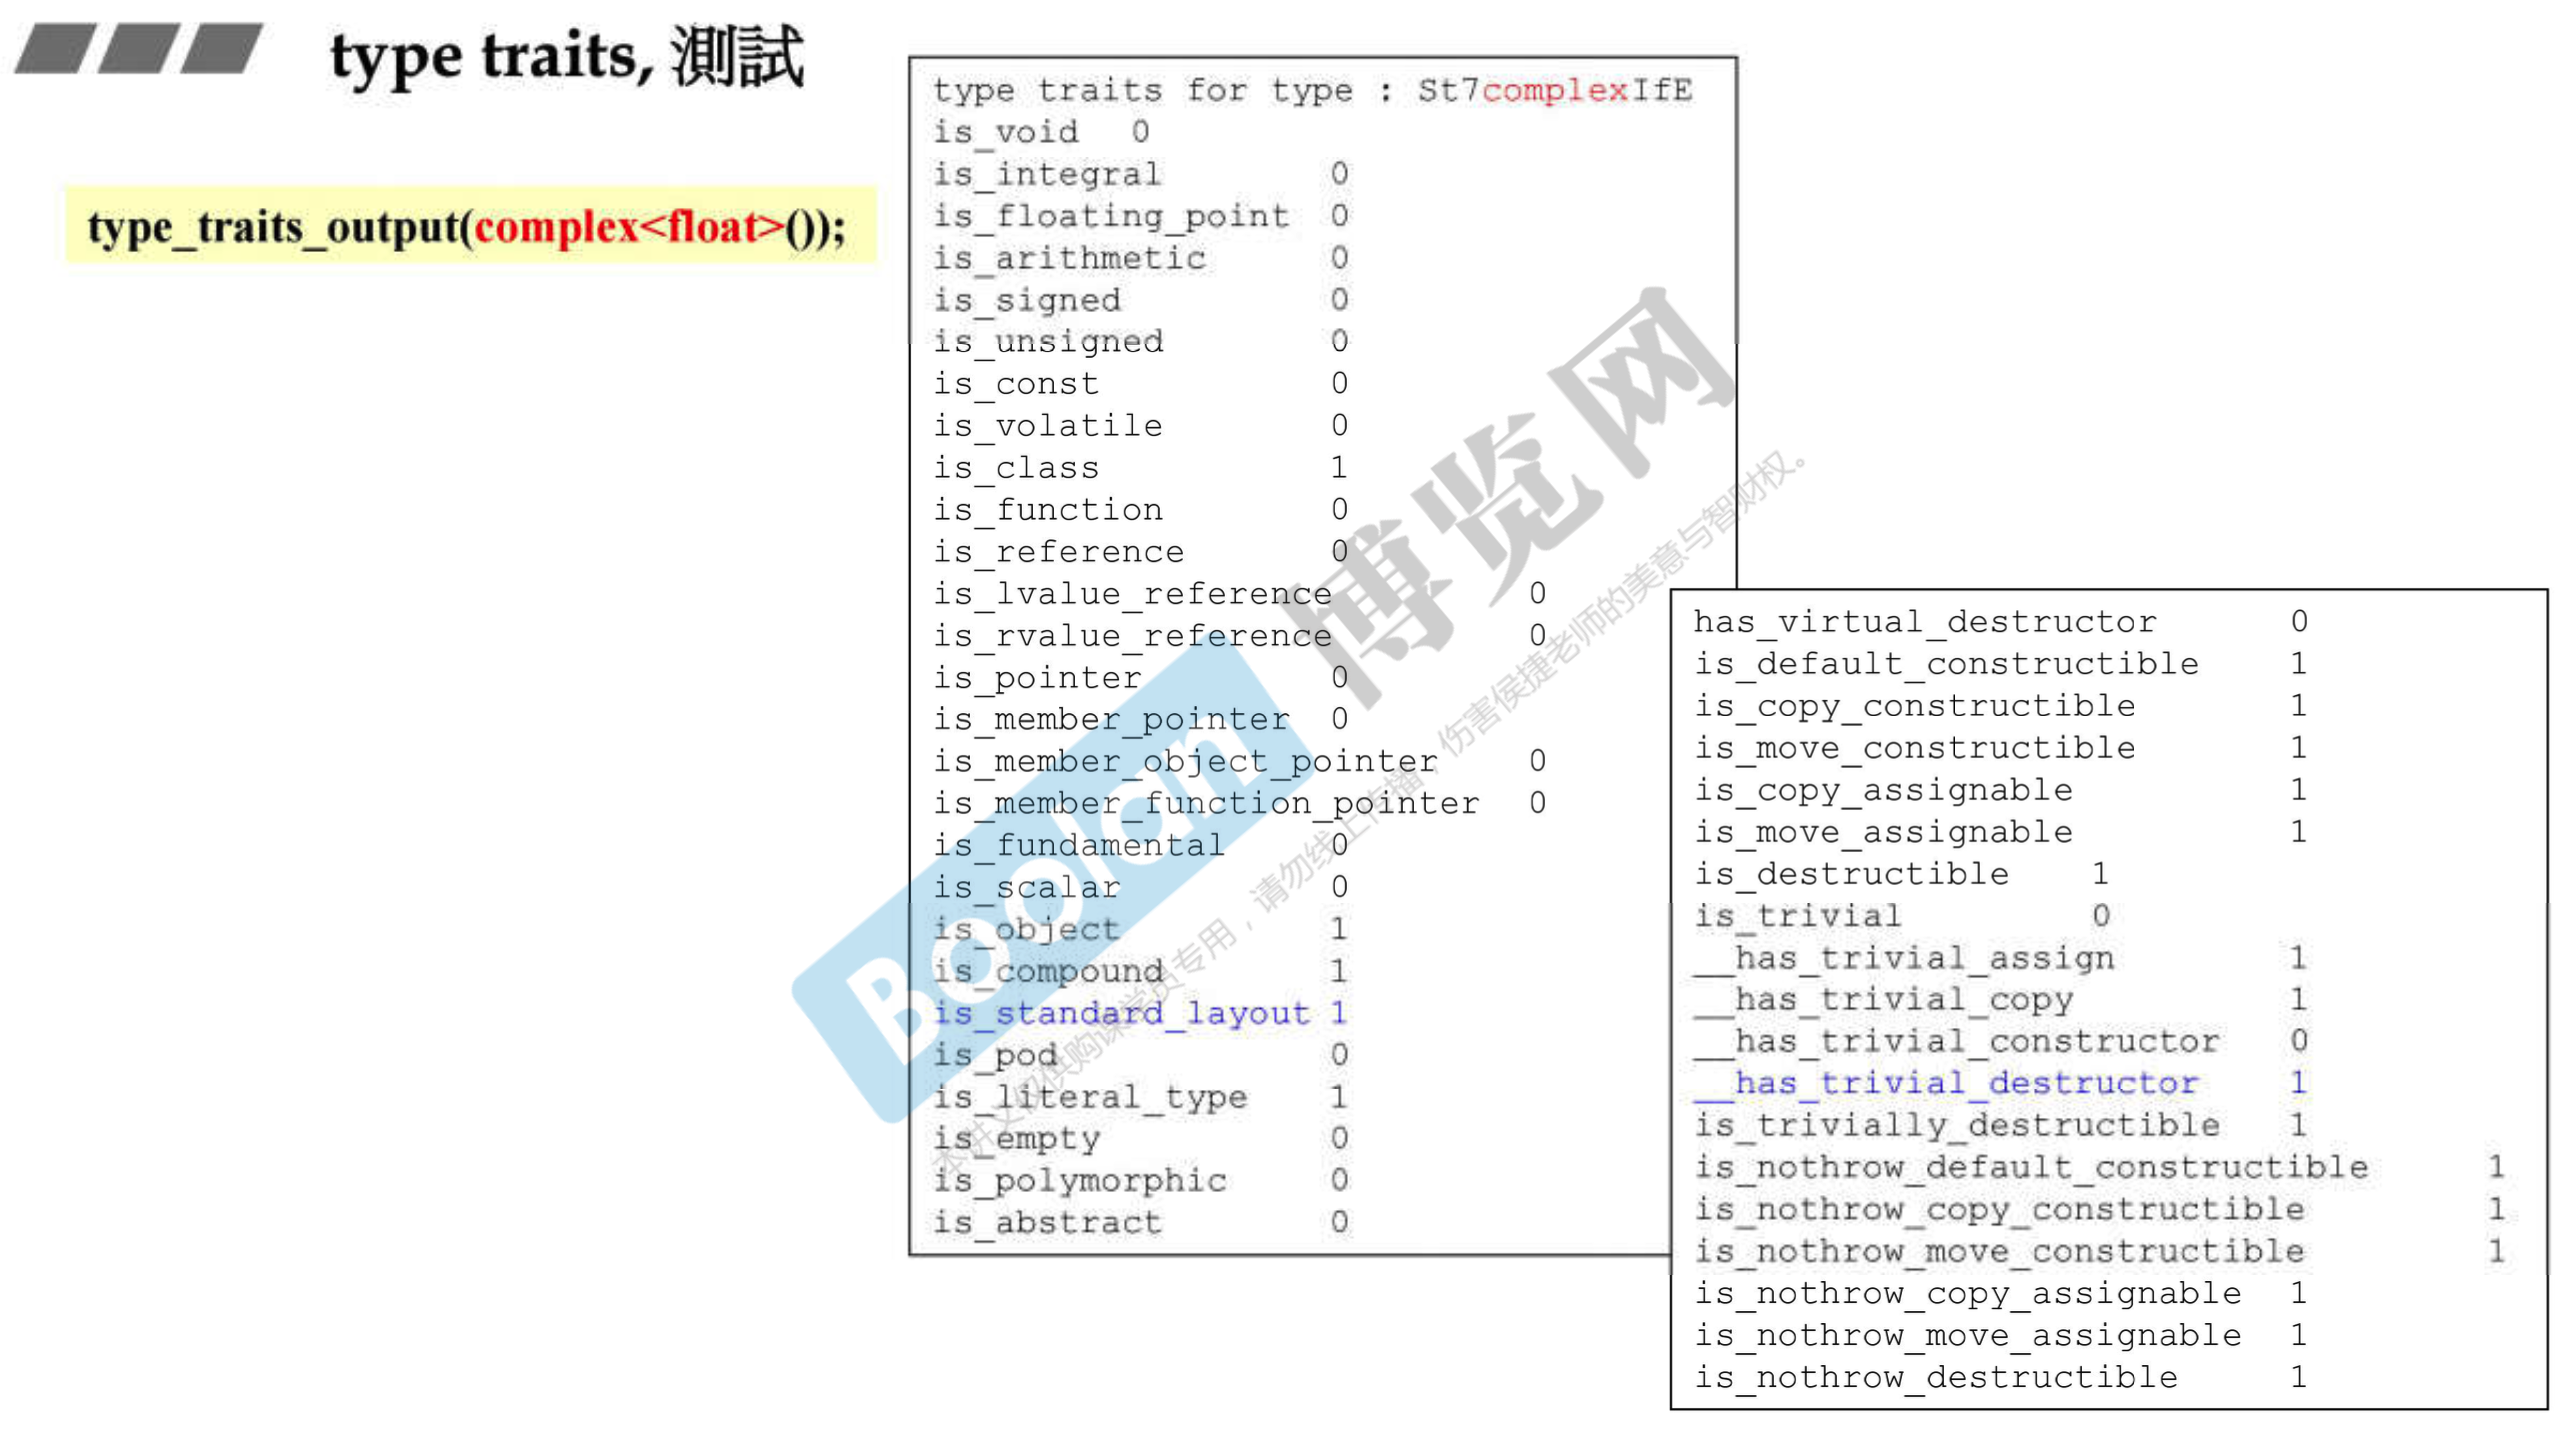 type traits, 測試
type_traits_output(complex<float>());
type traits for type : St7complexIfE
is_void 0
is_integral 0
is_floating_point 0
is_arithmetic 0
is_signed 0
is_unsigned 0
is_const 0
is_volatile 0
is_class 1
is_function 0
is_reference 0
is_lvalue_reference 0
is_rvalue_reference 0
is_pointer 0
is_member_pointer 0
is_member_object_pointer 0
is_member_function_pointer 0
is_fundamental 0
is_scalar 0
is_object 1
is_compound 1
is_standard_layout 1
is_pod 0
is_literal_type 1
is_empty 0
is_polymorphic 0
is_abstract 0
has_virtual_destructor 0
is_default_constructible 1
is_copy_constructible 1
is_move_constructible 1
is_copy_assignable 1
is_move_assignable 1
is_destructible 1
is_trivial 0
__has_trivial_assign 1
__has_trivial_copy 1
__has_trivial_constructor 0
__has_trivial_destructor 1
is_trivially_destructible 1
is_nothrow_default_constructible 1
is_nothrow_copy_constructible 1
is_nothrow_move_constructible 1
is_nothrow_copy_assignable 1
is_nothrow_move_assignable 1
is_nothrow_destructible 1
Boolan 博览网
本讲义仅供购课学员专用，请勿线上传播，伤害侯捷老师的美意与智财权。